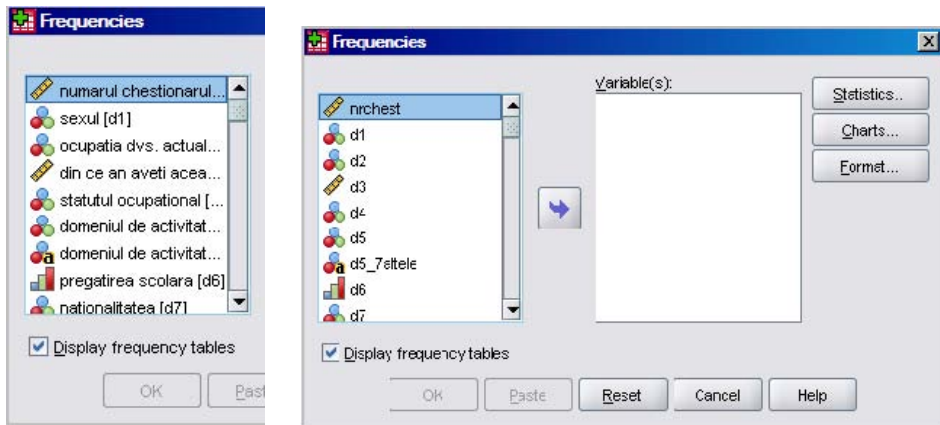 Frequencies
numarul chestionarul...
sexul [d1]
ocupatia dvs. actual...
din ce an aveti acea...
statutul ocupational [...
domeniul de activitat...
domeniul de activitat...
pregatirea scolara [d6]
nationalitatea [d7]
Display frequency tables
OK
Past
Frequencies
Variable(s):
nrchest
d1
d2
d3
d4
d5
d5_7altele
d6
d7
Statistics..
Charts...
Format...
Display frequency tables
OK
Paste
Reset
Cancel
Help